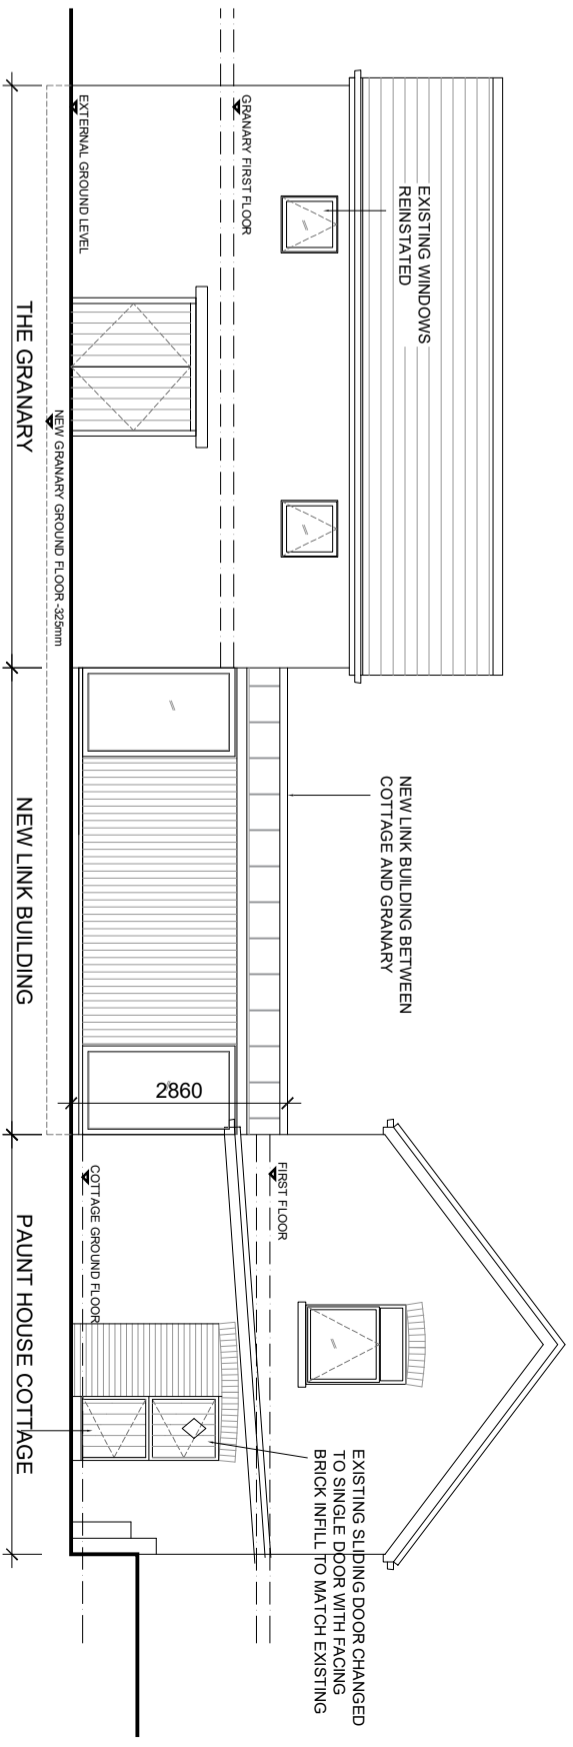 EXISTING WINDOWS
REINSTATED
GRANARY FIRST FLOOR
EXTERNAL GROUND LEVEL
NEW GRANARY GROUND FLOOR -325mm
THE GRANARY
NEW LINK BUILDING BETWEEN
COTTAGE AND GRANARY
2860
NEW LINK BUILDING
FIRST FLOOR
COTTAGE GROUND FLOOR
EXISTING SLIDING DOOR CHANGED
TO SINGLE DOOR WITH FACING
BRICK INFILL TO MATCH EXISTING
PAUNT HOUSE COTTAGE